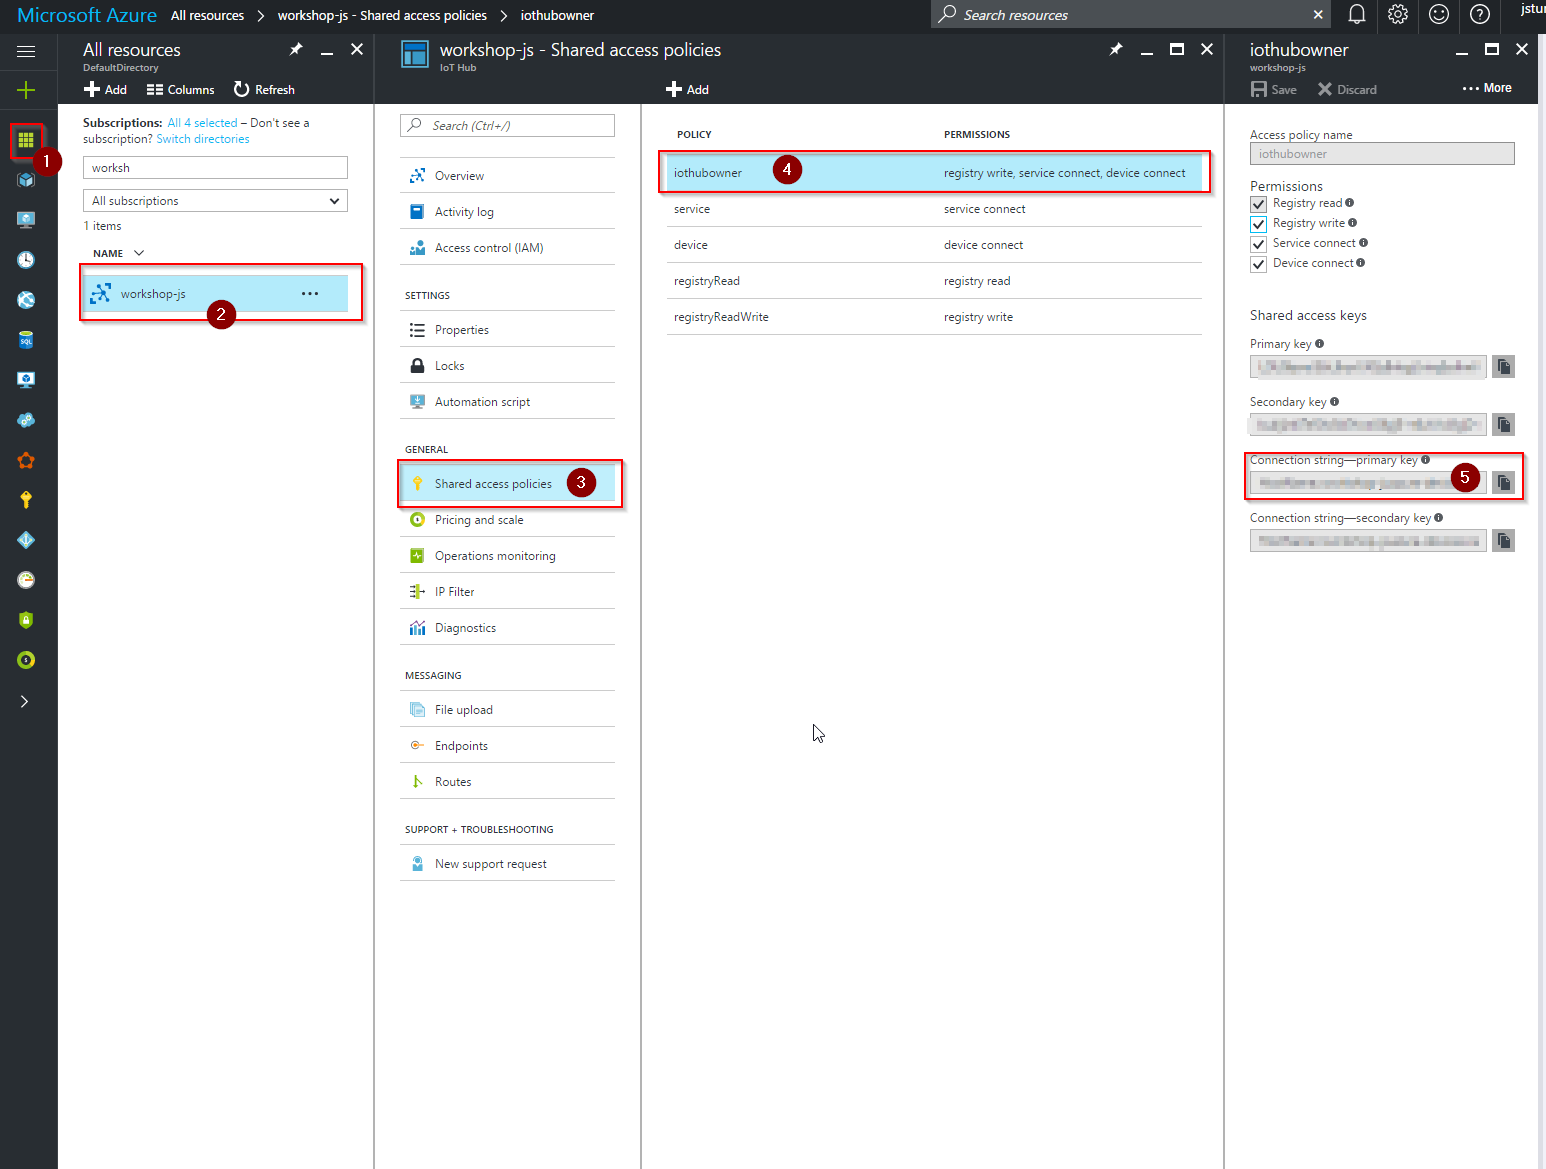 Microsoft Azure All resources > workshop-js - Shared access policies > iothubowner
Search resources
jstur
All resources
DefaultDirectory
Add Columns Refresh
Subscriptions: All 4 selected – Don't see a
subscription? Switch directories
worksh
All subscriptions
1 items
NAME
workshop-js ...
1
2
workshop-js - Shared access policies
IoT Hub
Add
Search (Ctrl+/)
Overview
Activity log
Access control (IAM)
SETTINGS
Properties
Locks
Automation script
GENERAL
Shared access policies
3
Pricing and scale
Operations monitoring
IP Filter
Diagnostics
MESSAGING
File upload
Endpoints
Routes
SUPPORT + TROUBLESHOOTING
New support request
POLICY PERMISSIONS
iothubowner 4 registry write, service connect, device connect
service service connect
device device connect
registryRead registry read
registryReadWrite registry write
iothubowner
workshop-js
Save Discard ... More
Access policy name
iothubowner
Permissions
Registry read
Registry write
Service connect
Device connect
Shared access keys
Primary key
Secondary key
Connection string—primary key
5
Connection string—secondary key